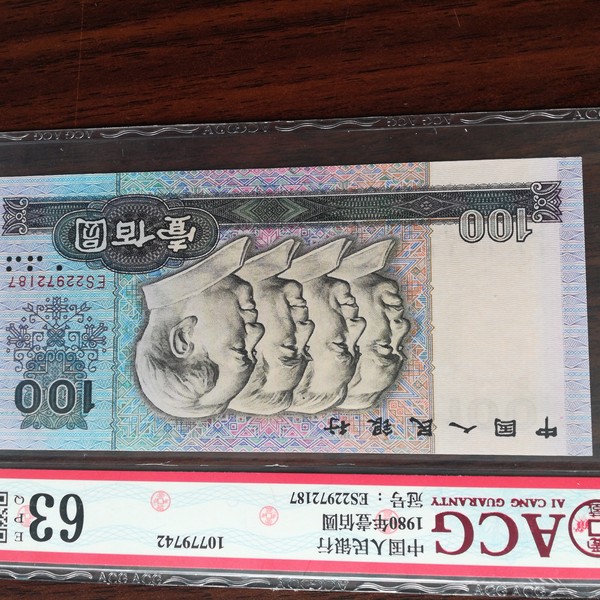 ACG
AI CANG GUARANTY
中国人民银行
1980年壹佰圆
冠号：ES22972187
10779742
63
E P Q
中国人民银行
100
ES22972187
壹佰圆
100